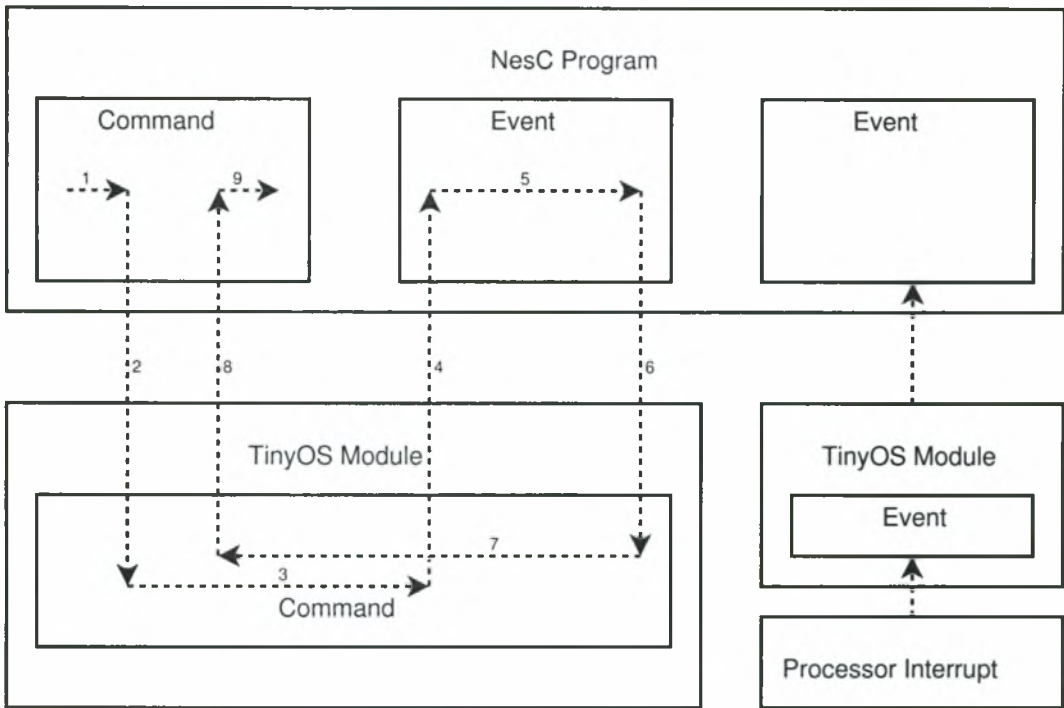 NesC Program
Command
Event
Event
1
9
5
2
8
4
6
TinyOS Module
TinyOS Module
Event
7
3
Command
Processor Interrupt